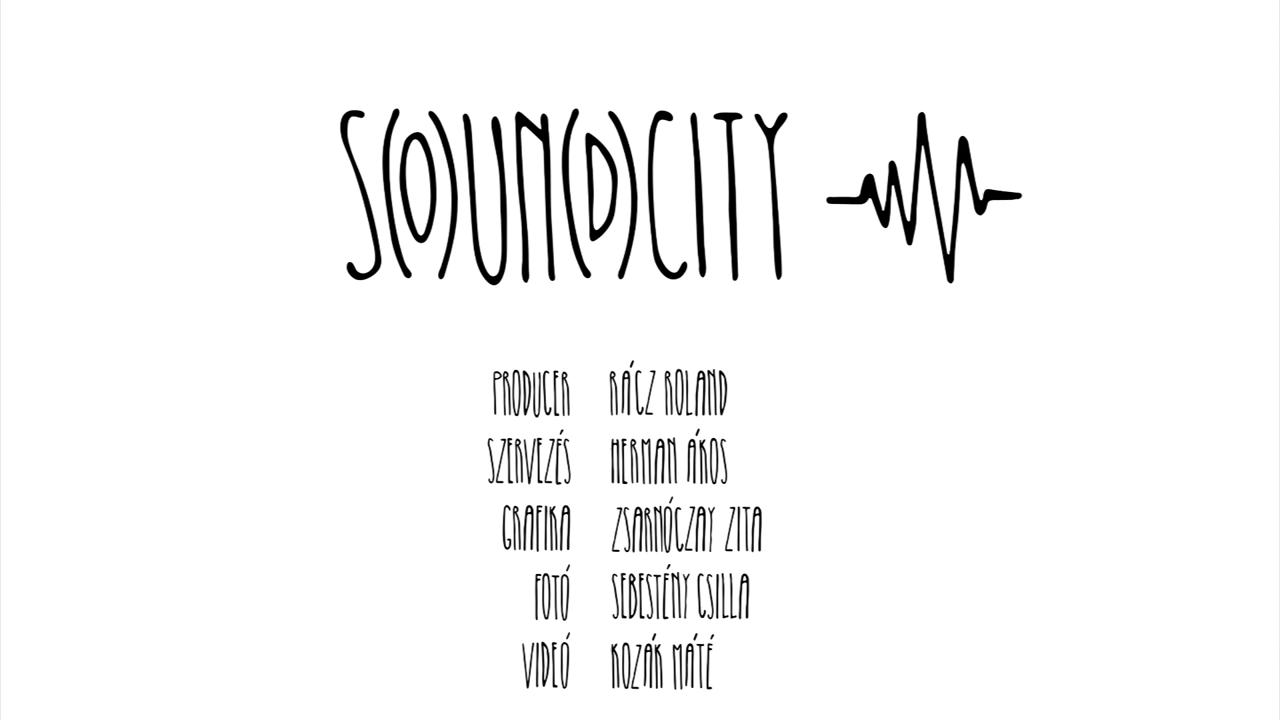 S(O)UN(D)CITY
PRODUCER RÁCZ ROLAND
SZERVEZÉS HERMAN ÁKOS
GRAFIKA ZSARNÓCZAY ZITA
FOTÓ SEBESTÉNY CSILLA
VIDEÓ KOZÁK MÁTÉ